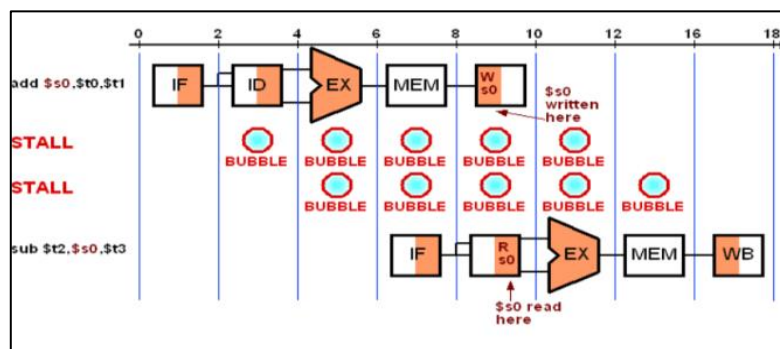 0 2 4 6 8 10 12 14 16 18
add $s0,$t0,$t1 IF ID EX MEM W
s0
$s0
written
here
STALL
BUBBLE BUBBLE BUBBLE BUBBLE BUBBLE
STALL
BUBBLE BUBBLE BUBBLE BUBBLE BUBBLE
sub $t2,$s0,$t3 IF R EX MEM WB
s0
$s0 read
here